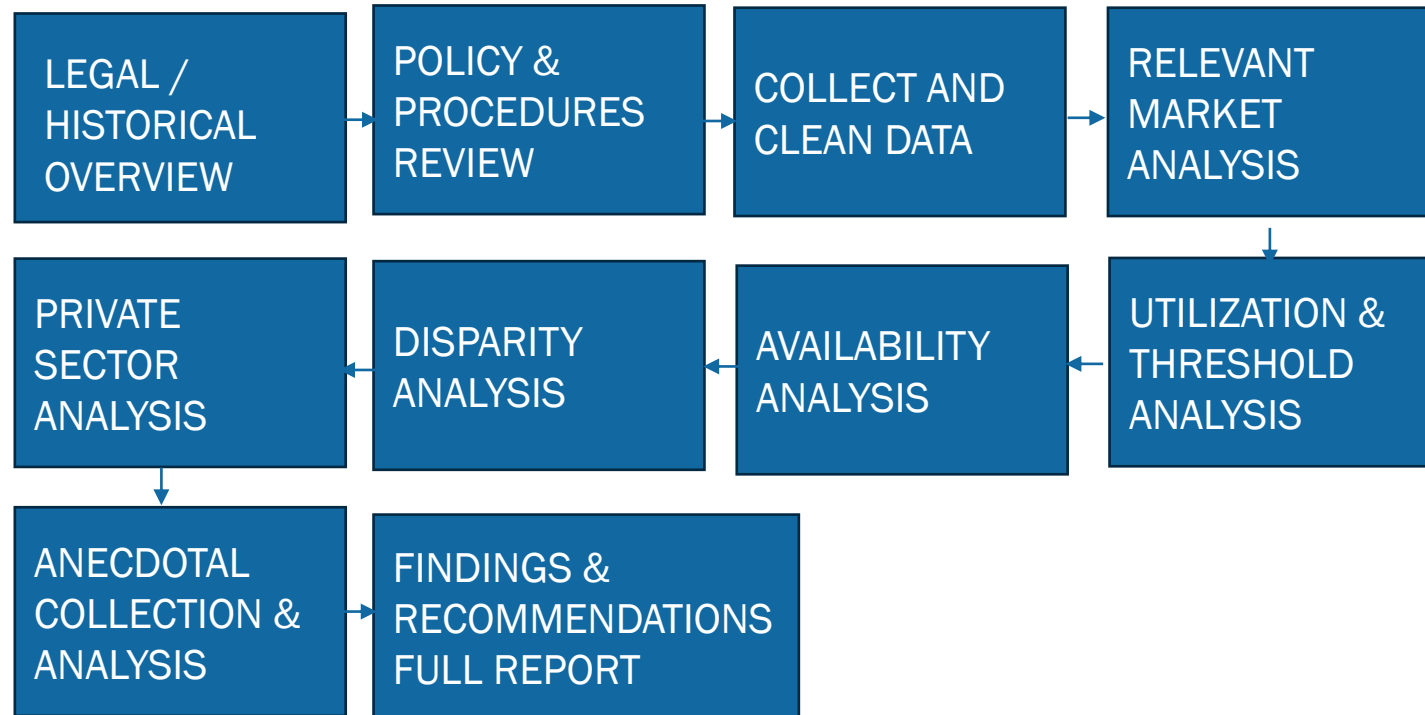 LEGAL /
HISTORICAL
OVERVIEW
POLICY &
PROCEDURES
REVIEW
COLLECT AND
CLEAN DATA
RELEVANT
MARKET
ANALYSIS
UTILIZATION &
THRESHOLD
ANALYSIS
AVAILABILITY
ANALYSIS
DISPARITY
ANALYSIS
PRIVATE
SECTOR
ANALYSIS
ANECDOTAL
COLLECTION &
ANALYSIS
FINDINGS &
RECOMMENDATIONS
FULL REPORT